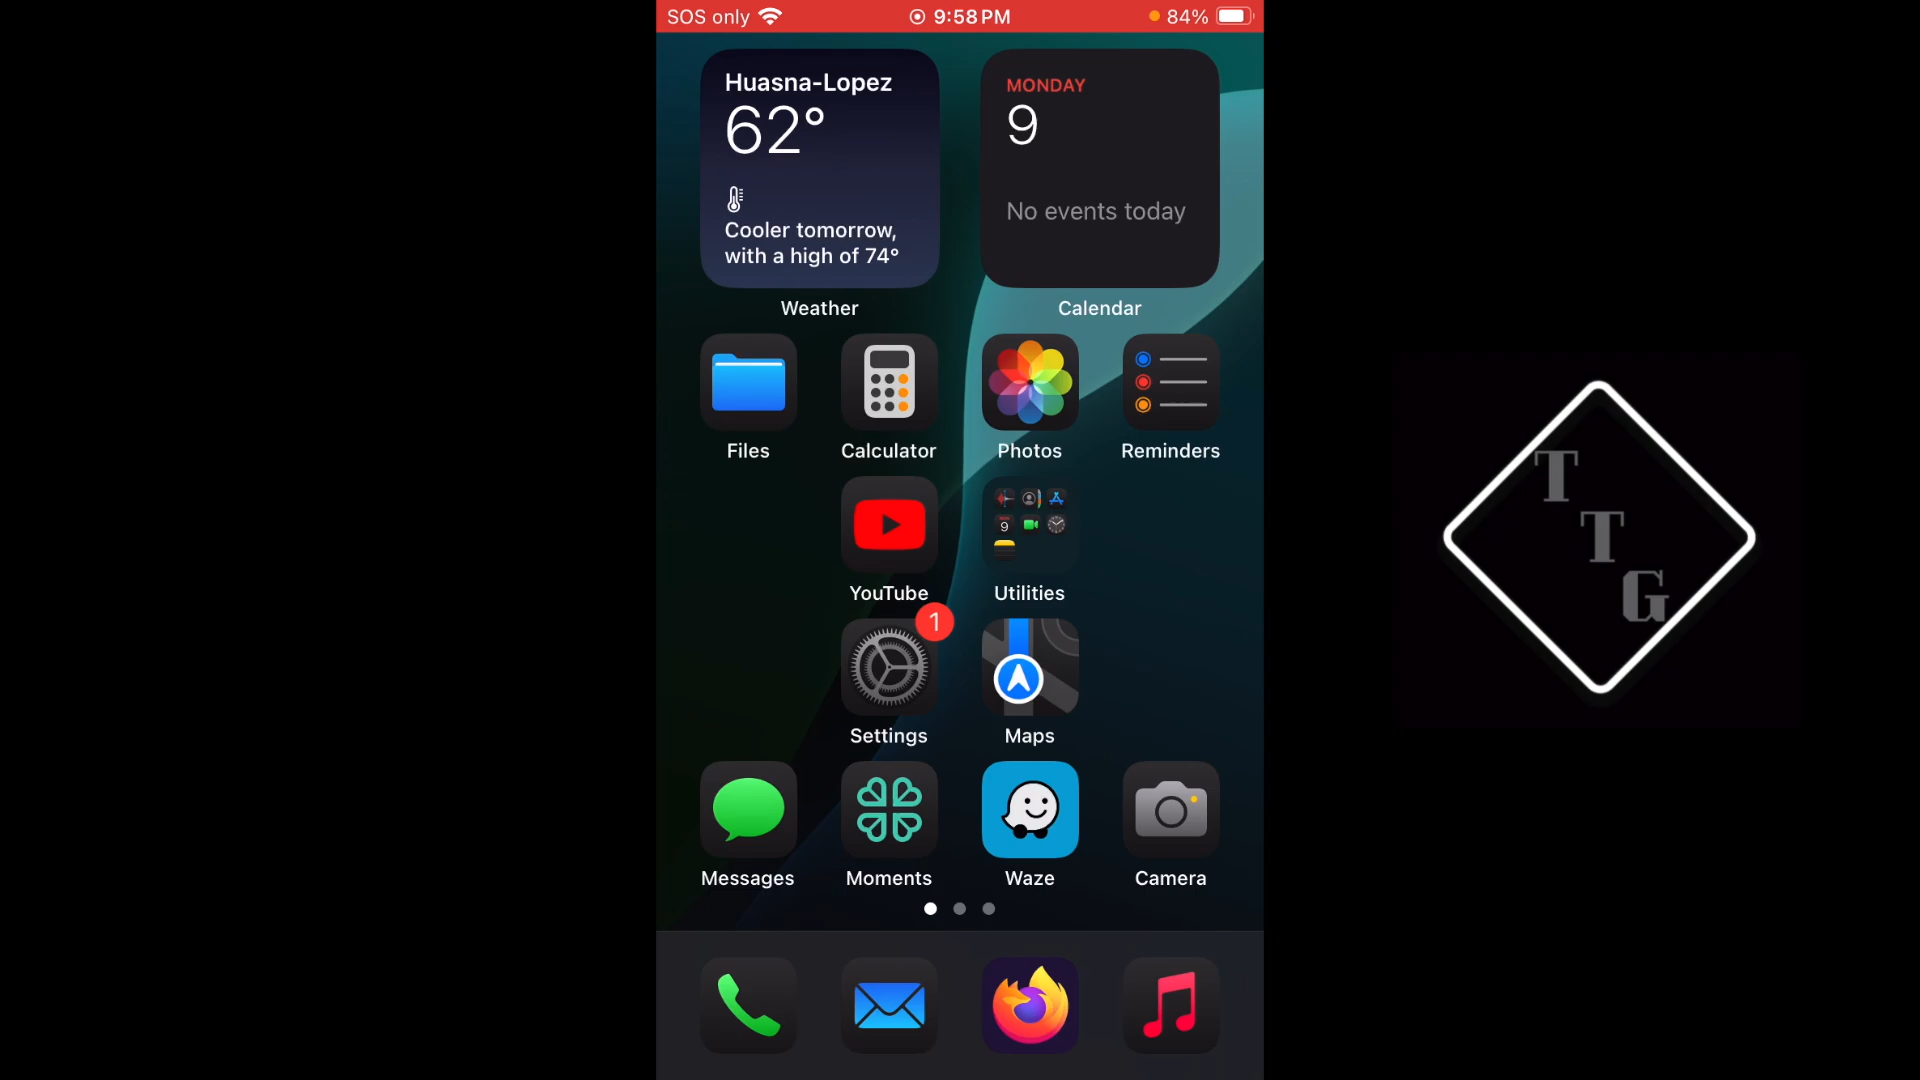 SOS only 9:58 PM 84%
Huasna-Lopez
62°
Cooler tomorrow,
with a high of 74°
Weather
MONDAY
9
No events today
Calendar
Files Calculator Photos Reminders
9
YouTube Utilities
1
Settings Maps
Messages Moments Waze Camera
T
T
G